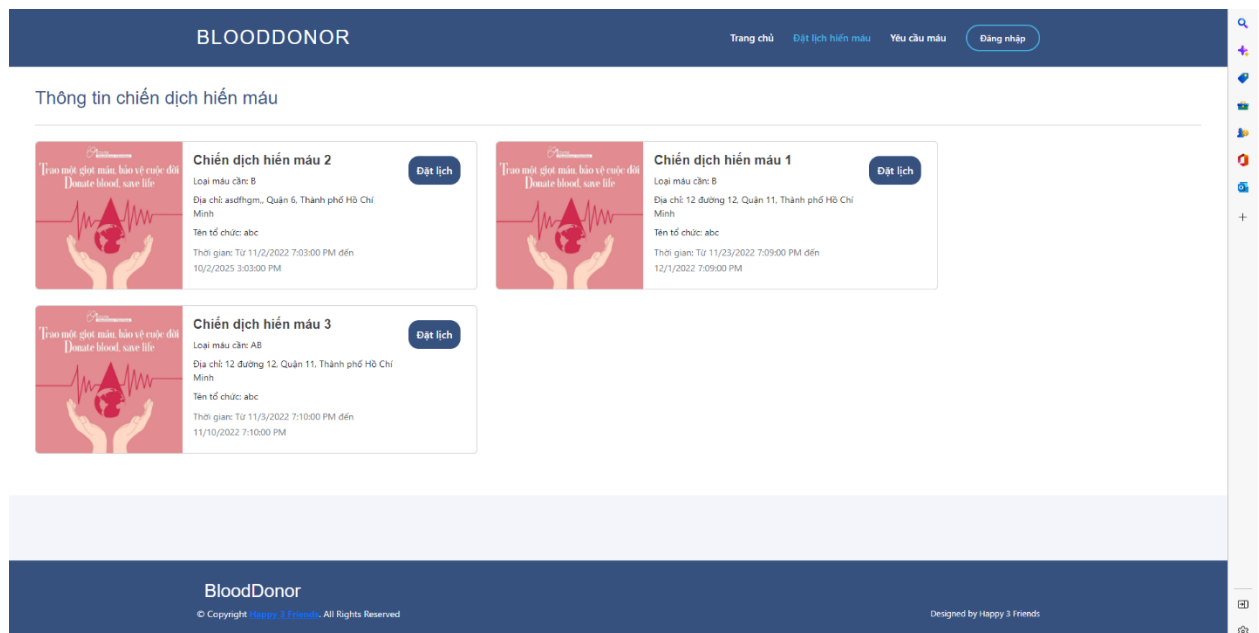 BLOODDONOR
Trang chủ Đặt lịch hiến máu Yêu cầu máu Đăng nhập
Thông tin chiến dịch hiến máu
Trao một giọt máu, bảo vệ cuộc đời
Donate blood, save life
Chiến dịch hiến máu 2
Đặt lịch
Loại máu cần: B
Địa chỉ: asdfhgm,, Quận 6, Thành phố Hồ Chí
Minh
Tên tổ chức: abc
Thời gian: Từ 11/2/2022 7:03:00 PM đến
10/2/2025 3:03:00 PM
Trao một giọt máu, bảo vệ cuộc đời
Donate blood, save life
Chiến dịch hiến máu 1
Đặt lịch
Loại máu cần: B
Địa chỉ: 12 đường 12, Quận 11, Thành phố Hồ Chí
Minh
Tên tổ chức: abc
Thời gian: Từ 11/23/2022 7:09:00 PM đến
12/1/2022 7:09:00 PM
Trao một giọt máu, bảo vệ cuộc đời
Donate blood, save life
Chiến dịch hiến máu 3
Đặt lịch
Loại máu cần: AB
Địa chỉ: 12 đường 12, Quận 11, Thành phố Hồ Chí
Minh
Tên tổ chức: abc
Thời gian: Từ 11/3/2022 7:10:00 PM đến
11/10/2022 7:10:00 PM
BloodDonor
© Copyright Happy 3 Friends. All Rights Reserved
Designed by Happy 3 Friends